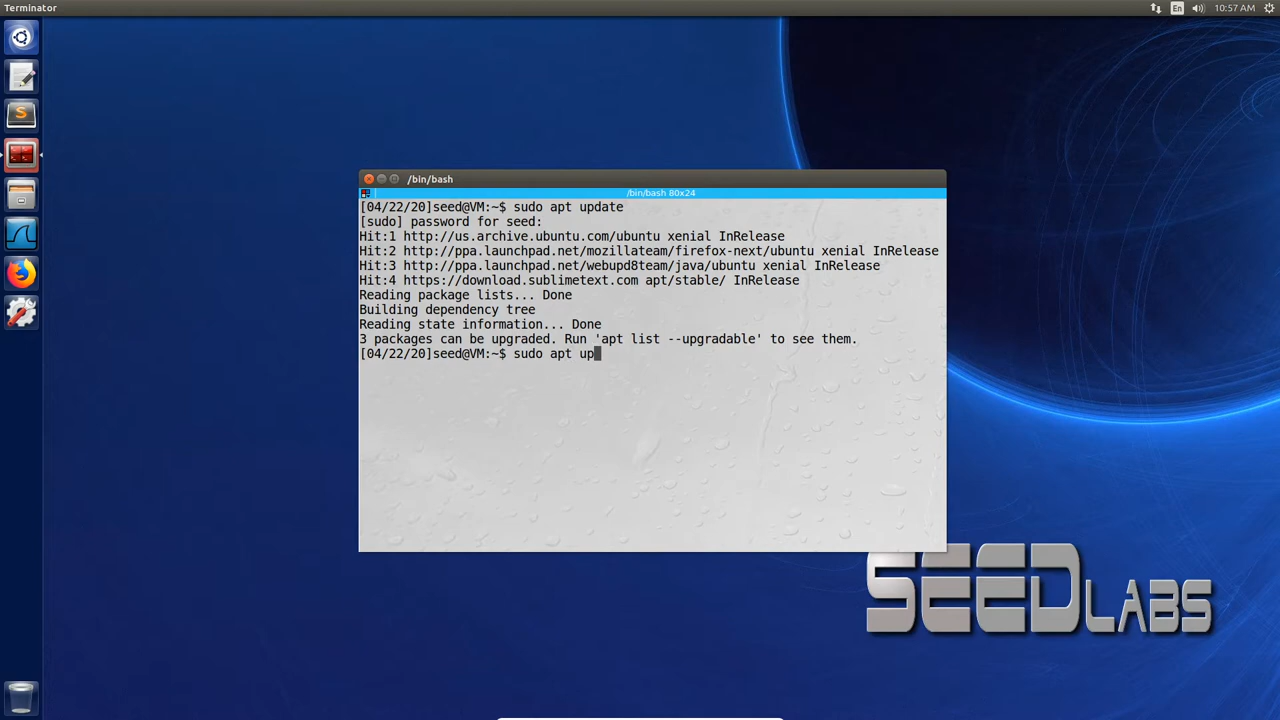 Terminator
En
10:57 AM
/bin/bash
/bin/bash 80x24
[04/22/20]seed@VM:~$ sudo apt update
[sudo] password for seed:
Hit:1 http://us.archive.ubuntu.com/ubuntu xenial InRelease
Hit:2 http://ppa.launchpad.net/mozillateam/firefox-next/ubuntu xenial InRelease
Hit:3 http://ppa.launchpad.net/webupd8team/java/ubuntu xenial InRelease
Hit:4 https://download.sublimetext.com apt/stable/ InRelease
Reading package lists... Done
Building dependency tree
Reading state information... Done
3 packages can be upgraded. Run 'apt list --upgradable' to see them.
[04/22/20]seed@VM:~$ sudo apt up
SEEDLABS